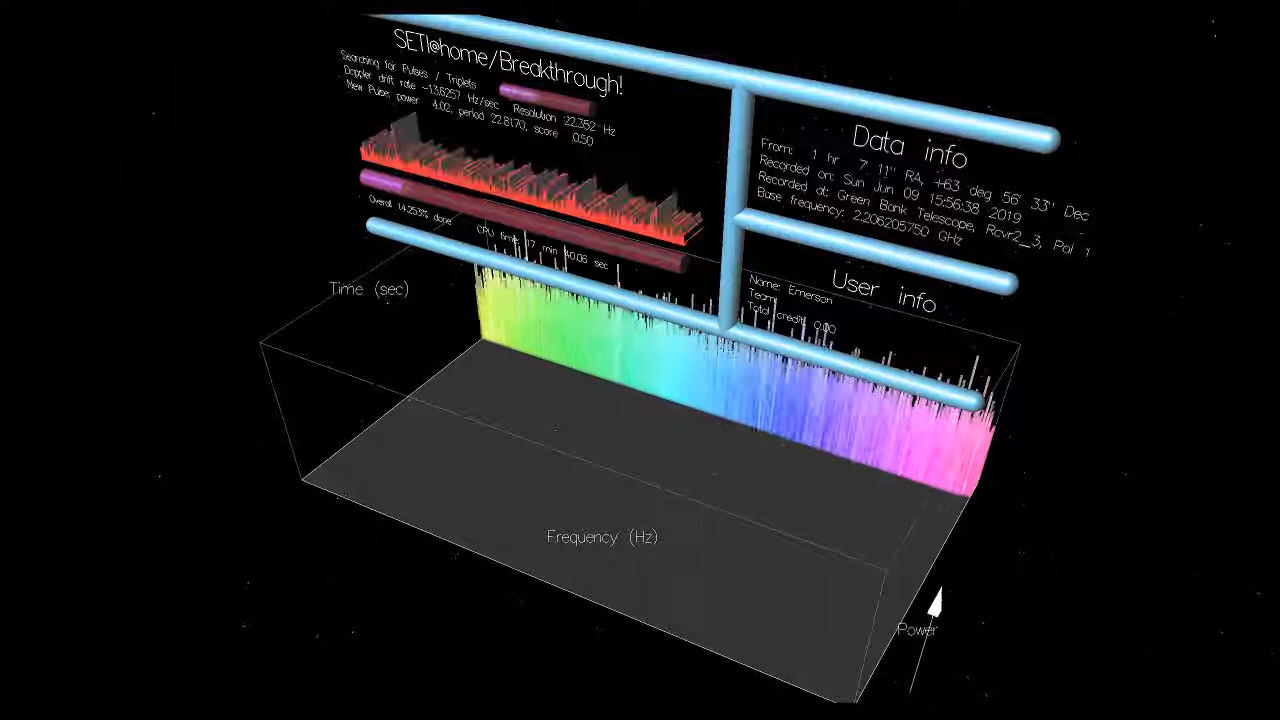 SETI@home/Breakthrough!
Searching for Pulses / Triplets
Doppler drift rate -13.6257 Hz/sec Resolution 22.352 Hz
New Pulse: power 4.02, period 22.8170, score 0.50
Overall 14.253% done
CPU time: 17 min 40.06 sec
Data info
From: 1 hr 7' 11" RA, +63 deg 56' 33" Dec
Recorded on: Sun Jun 09 15:56:38 2019
Recorded at: Green Bank Telescope, Rcvr2_3, Pol 1
Base frequency: 2.206205750 GHz
User info
Name: Emerson
Team:
Total credit: 0.00
Time (sec)
Frequency (Hz)
Power